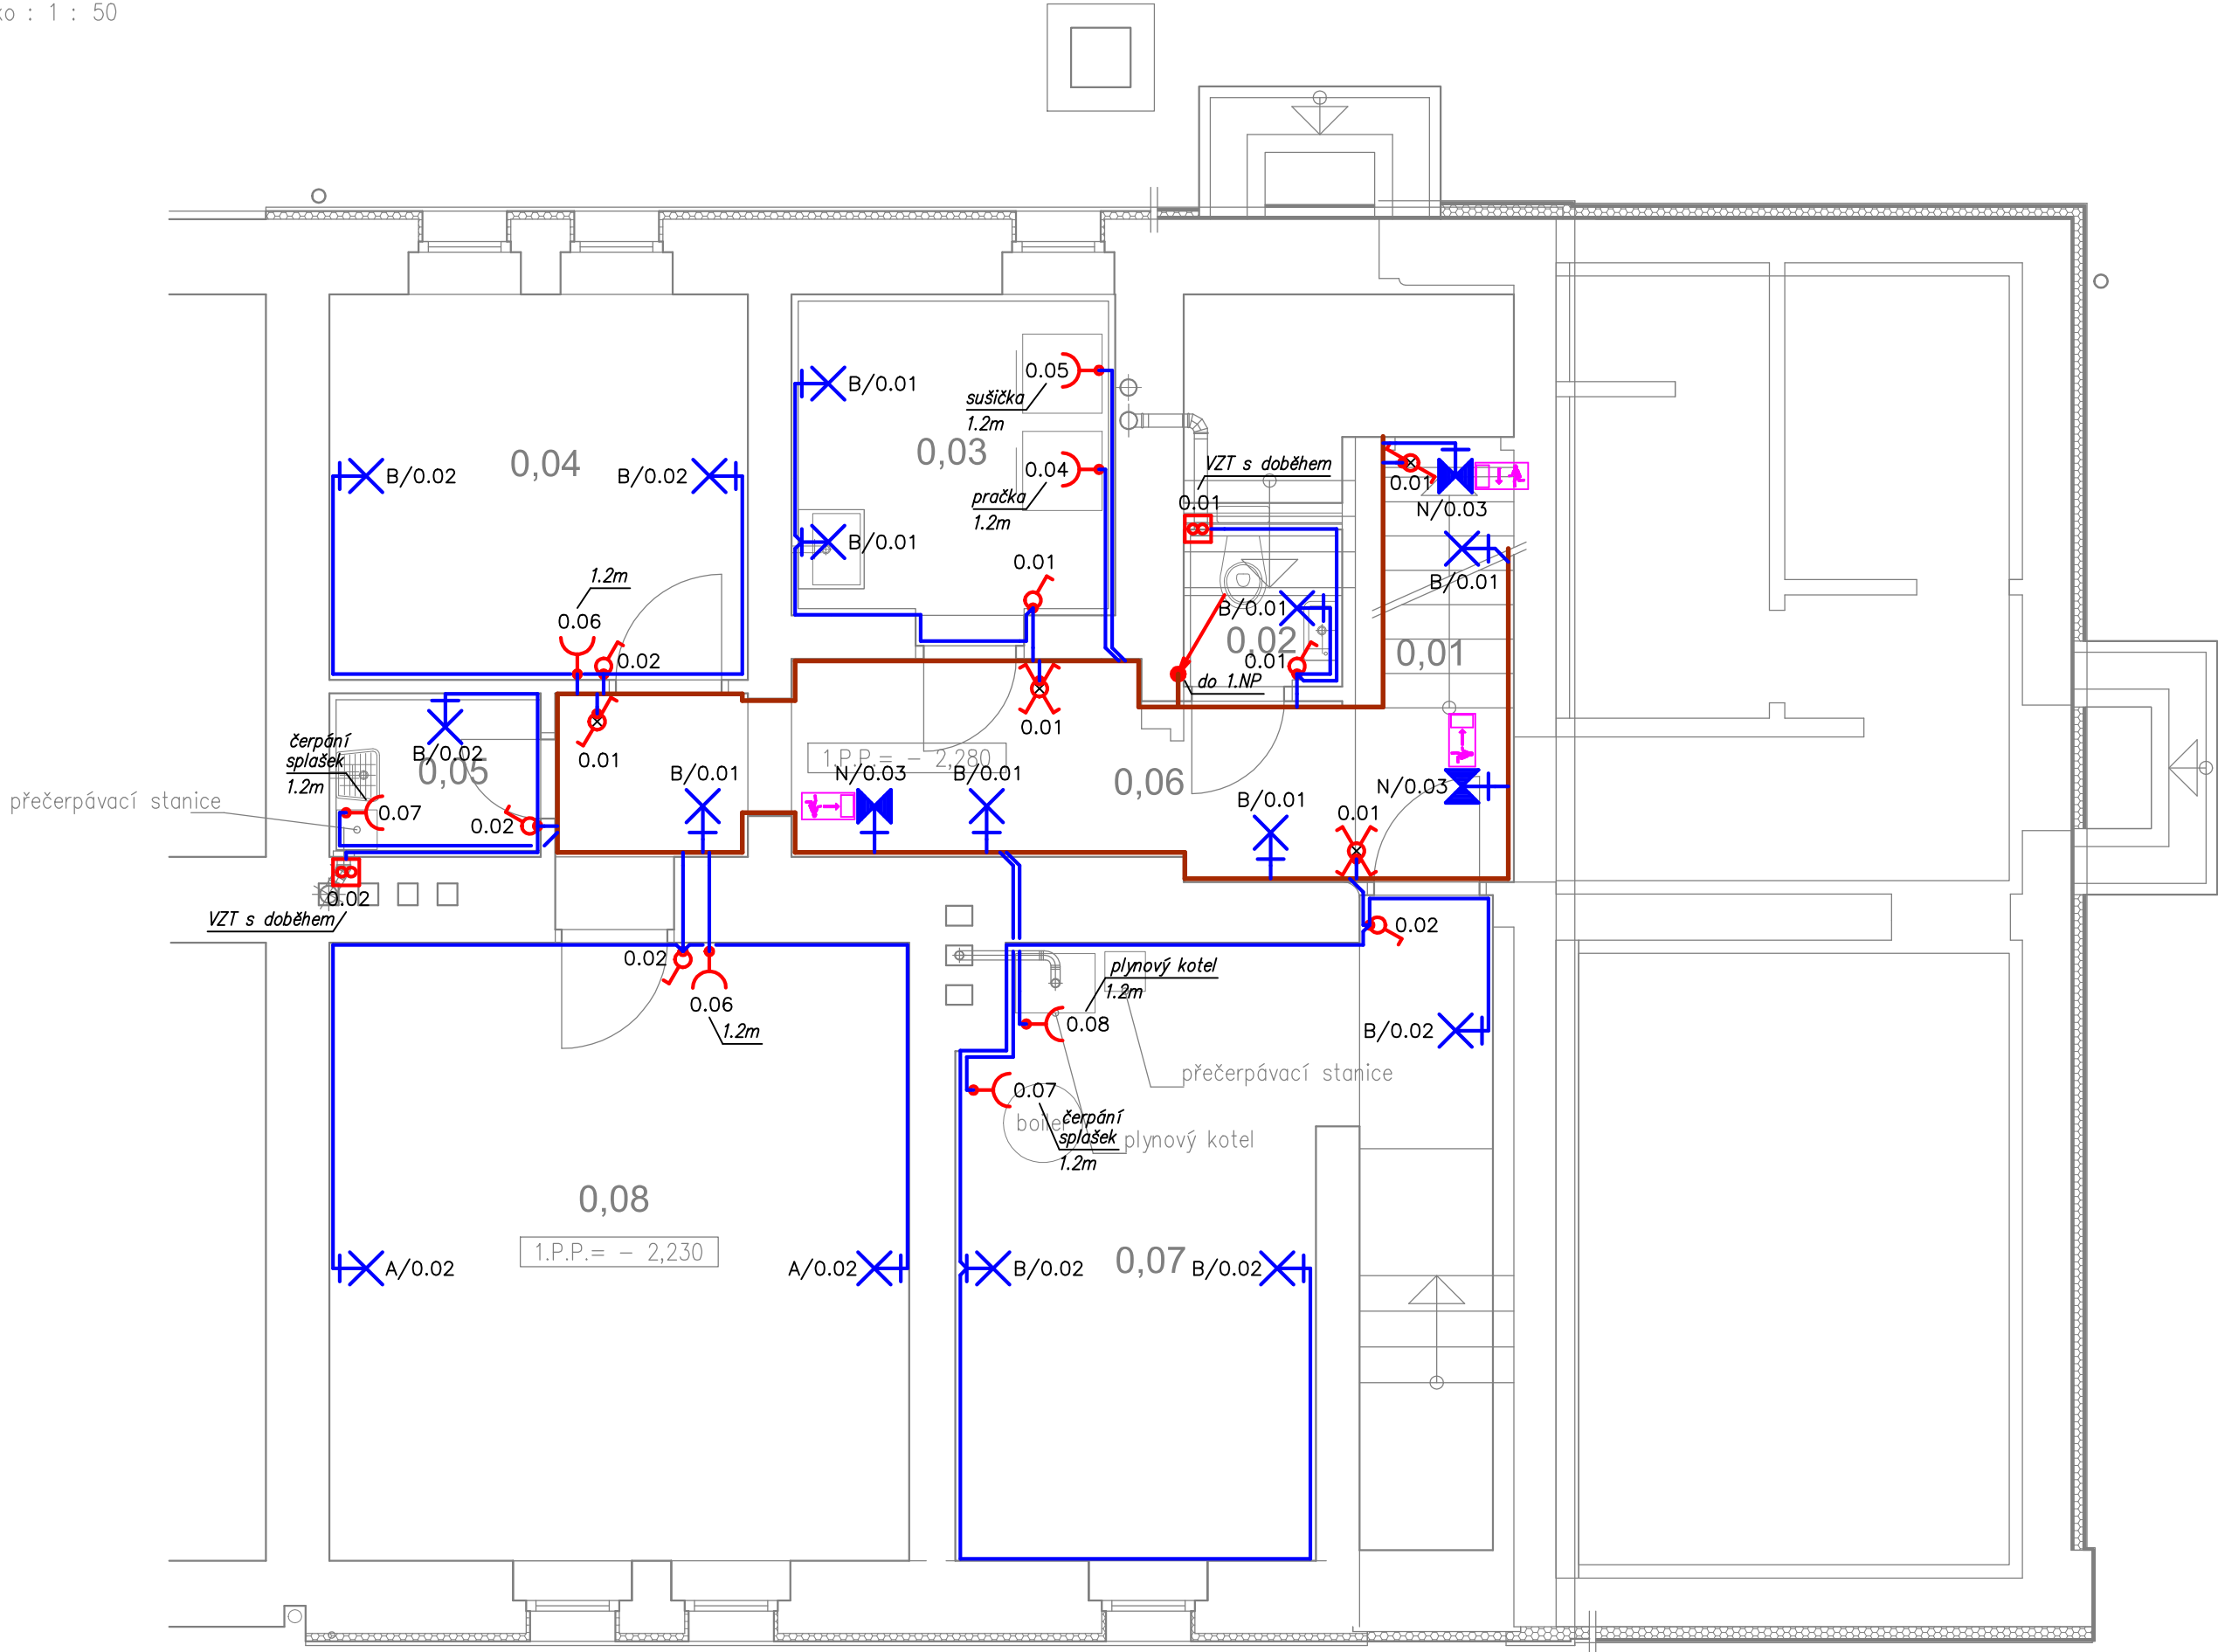 ko : 1 : 50
B/0.01
0.05
sušička
1.2m
0,03
0,04
B/0.02
B/0.02
0.04
pračka
1.2m
VZT s doběhem
0.01
0.01
N/0.03
B/0.01
0.01
B/0.01
1.2m
0.06
0.02
B/0.01
0,02
0,01
0.01
do 1.NP
0.01
0.01
čerpání
splašek
1.2m
B/0.02
0,05
1.P.P.= - 2,280
B/0.01
N/0.03
B/0.01
0,06
N/0.03
přečerpávací stanice
0.07
0.02
B/0.01
0.01
0.02
VZT s doběhem
0.02
0.02
0.06
1.2m
plynový kotel
1.2m
0.08
B/0.02
přečerpávací stanice
0.07
boiler
čerpání
splašek
1.2m
plynový kotel
0,08
1.P.P.= - 2,230
A/0.02
A/0.02
B/0.02
0,07
B/0.02